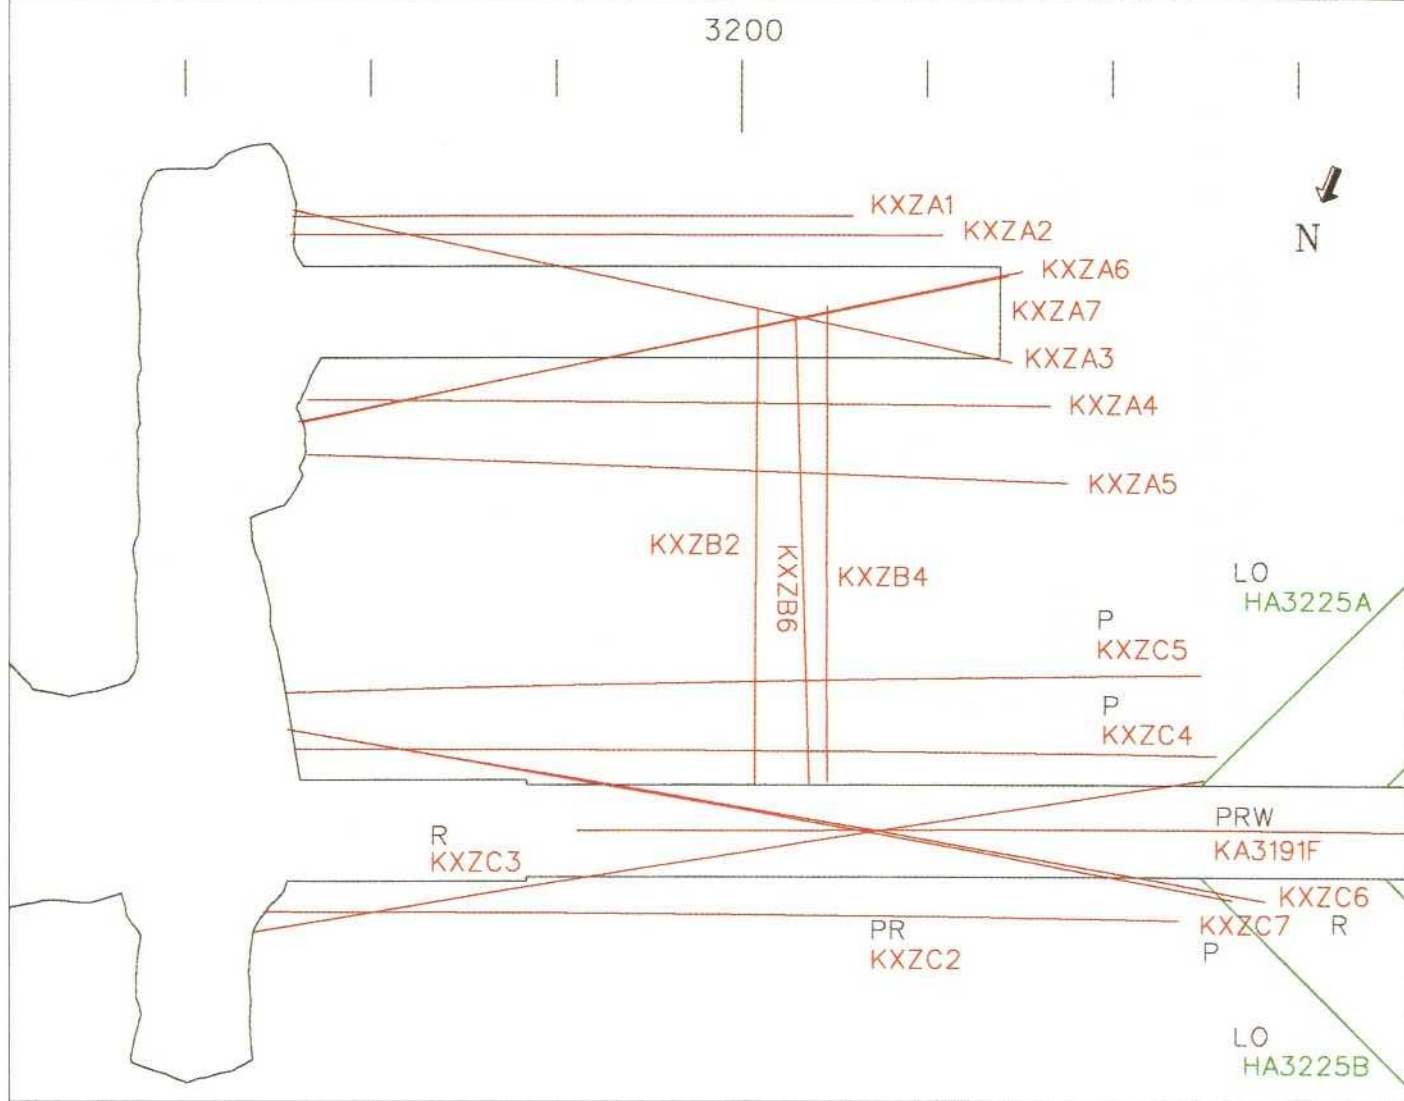 3200
KXZA1
KXZA2
N
KXZA6
KXZA7
KXZA3
KXZA4
KXZA5
KXZB2
KXZB6
KXZB4
LO
HA3225A
P
KXZC5
P
KXZC4
PRW
KA3191F
R
KXZC3
KXZC6
R
KXZC7
P
PR
KXZC2
LO
HA3225B